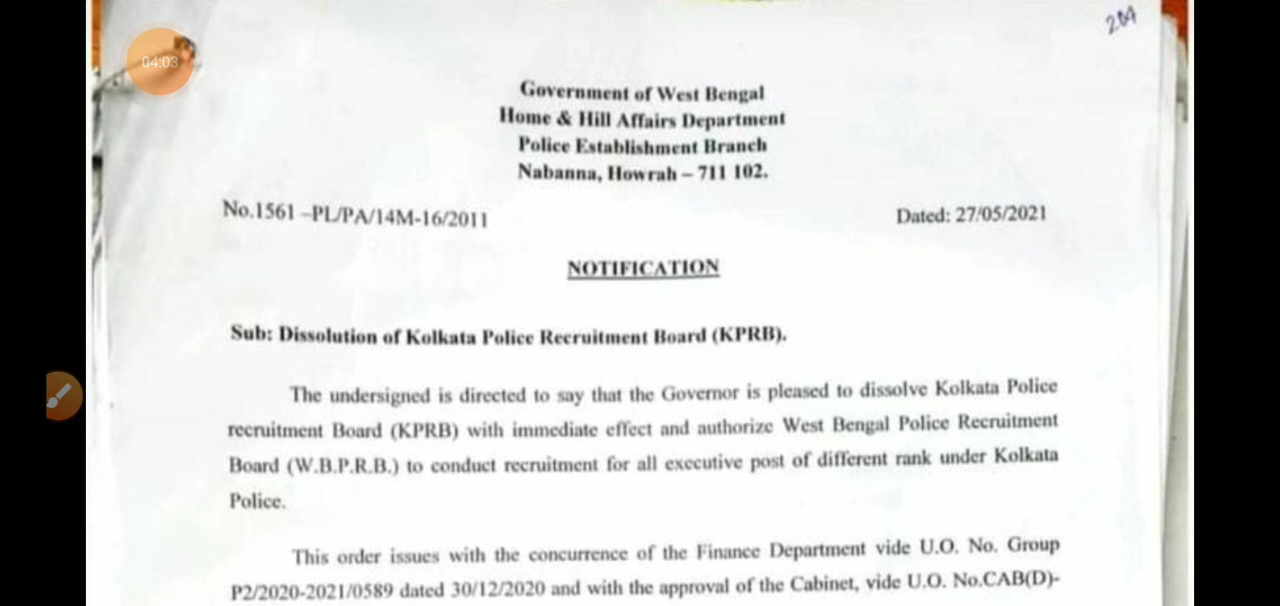 204
04:03
Government of West Bengal
Home & Hill Affairs Department
Police Establishment Branch
Nabanna, Howrah – 711 102.
No.1561 –PL/PA/14M-16/2011
Dated: 27/05/2021
NOTIFICATION
Sub: Dissolution of Kolkata Police Recruitment Board (KPRB).
The undersigned is directed to say that the Governor is pleased to dissolve Kolkata Police
recruitment Board (KPRB) with immediate effect and authorize West Bengal Police Recruitment
Board (W.B.P.R.B.) to conduct recruitment for all executive post of different rank under Kolkata
Police.
This order issues with the concurrence of the Finance Department vide U.O. No. Group
P2/2020-2021/0589 dated 30/12/2020 and with the approval of the Cabinet, vide U.O. No.CAB(D)-